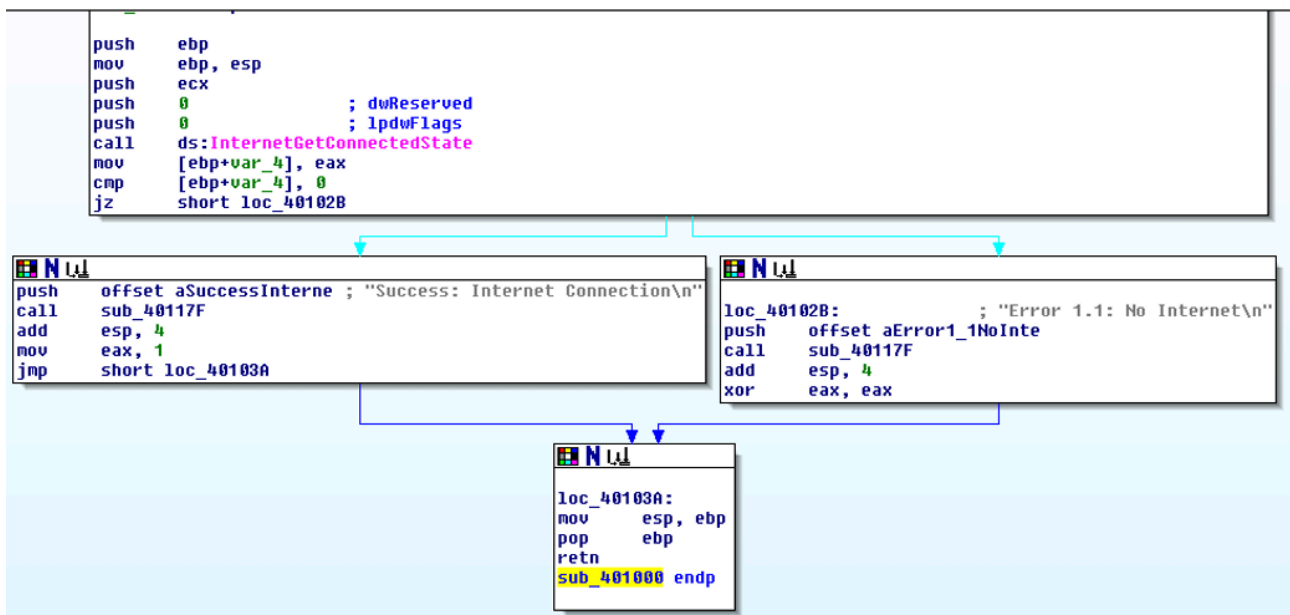 push ebp
mov ebp, esp
push ecx
push 0 ; dwReserved
push 0 ; lpdwFlags
call ds:InternetGetConnectedState
mov [ebp+var_4], eax
cmp [ebp+var_4], 0
jz short loc_40102B
N
push offset aSuccessInterne ; "Success: Internet Connection\n"
call sub_40117F
add esp, 4
mov eax, 1
jmp short loc_40103A
N
loc_40102B: ; "Error 1.1: No Internet\n"
push offset aError1_1NoInte
call sub_40117F
add esp, 4
xor eax, eax
N
loc_40103A:
mov esp, ebp
pop ebp
retn
sub_401000 endp